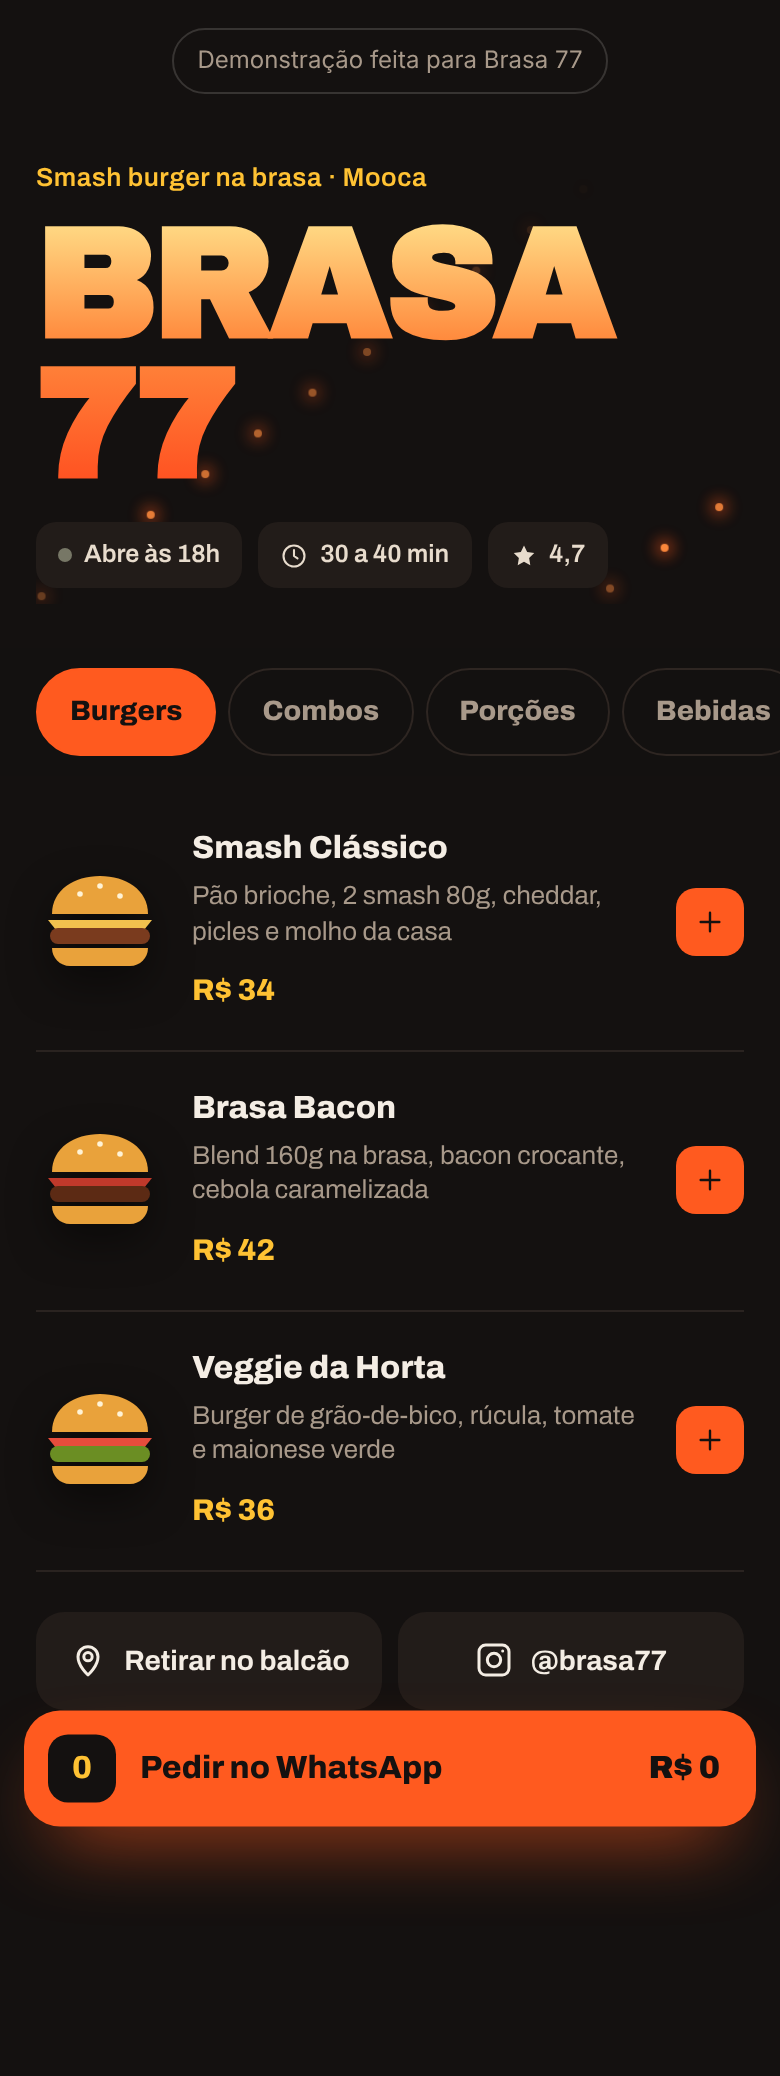 Demonstração feita para Brasa 77
Smash burger na brasa · Mooca
BRASA
77
Abre às 18h
30 a 40 min
4,7
Burgers
Combos
Porções
Bebidas
Smash Clássico
Pão brioche, 2 smash 80g, cheddar,
picles e molho da casa
R$ 34
Brasa Bacon
Blend 160g na brasa, bacon crocante,
cebola caramelizada
R$ 42
Veggie da Horta
Burger de grão-de-bico, rúcula, tomate
e maionese verde
R$ 36
Retirar no balcão
@brasa77
0
Pedir no WhatsApp
R$ 0